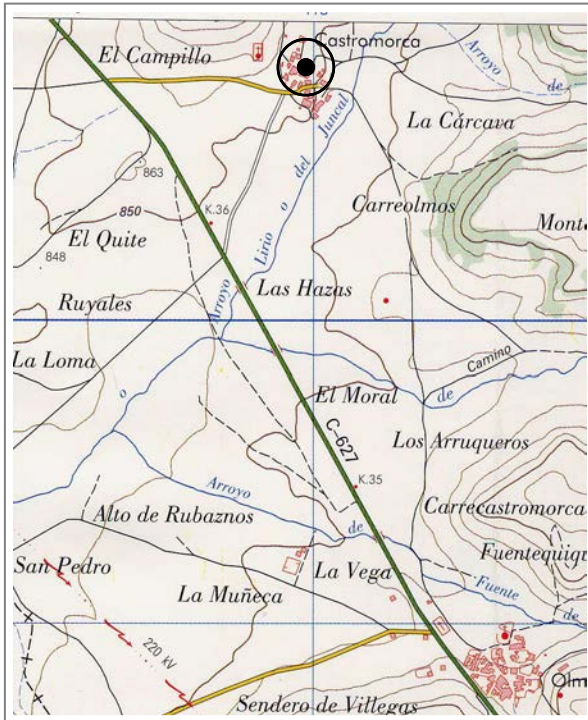 Castromorca
El Campillo
Arroyo
de
Juncal
La Cárcava
863
del
Carreolmos
850
K.36
o
Mont
El Quite
Lirio
848
Las Hazas
Arroyo
Ruyales
Camino
La Loma
El Moral
de
o
C-627
Los Arruqueros
K.35
Arroyo
Carrecastromorca
Alto de Rubaznos
de
Fuentequiqu
San Pedro
La Vega
Fuente
La Muñeca
de
220 kV
Olm
Sendero de Villegas